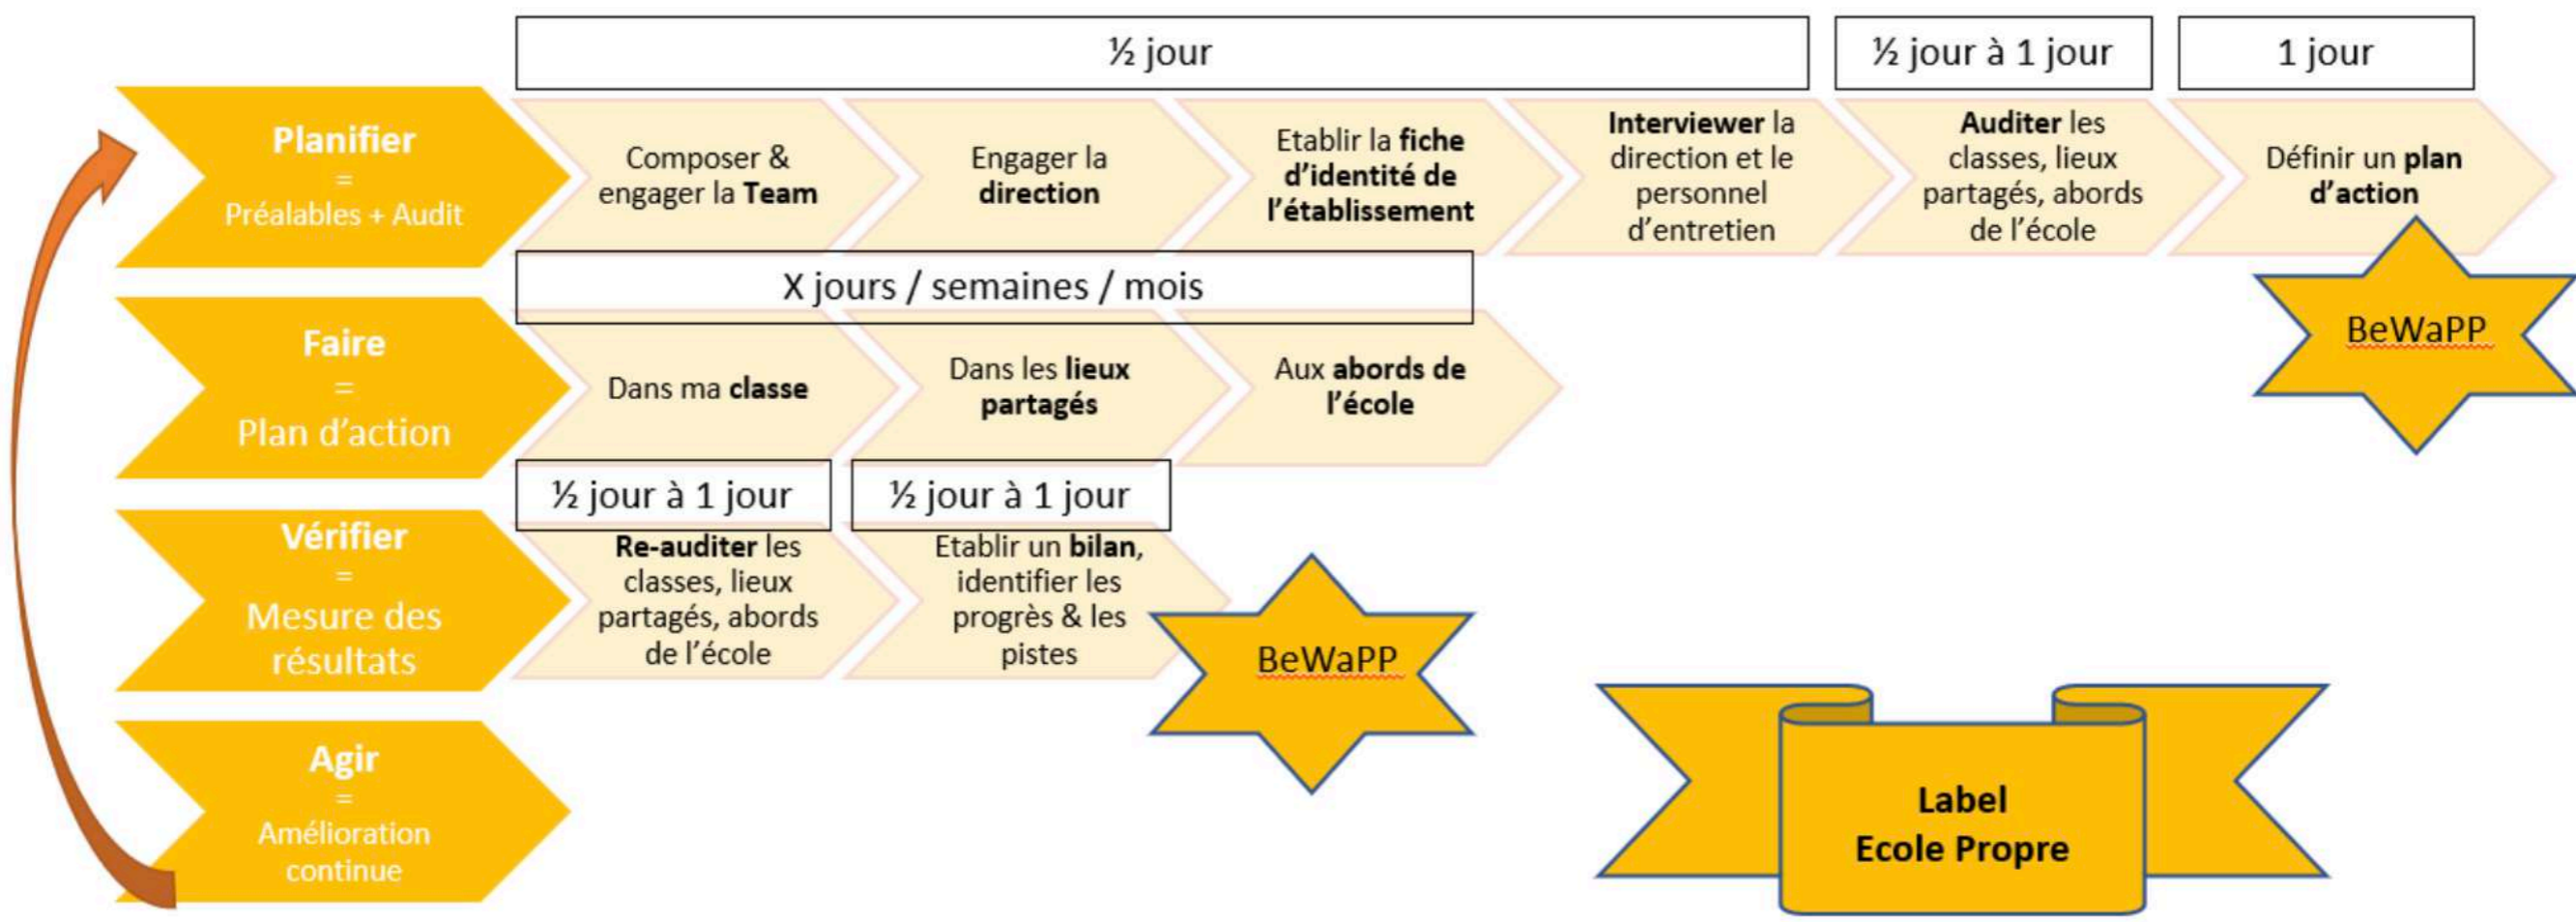 ½ jour
½ jour à 1 jour
1 jour
Planifier
=
Préalables + Audit
Composer &
engager la Team
Engager la
direction
Etablir la fiche
d'identité de
l'établissement
Interviewer la
direction et le
personnel
d'entretien
Auditer les
classes, lieux
partagés, abords
de l'école
Définir un plan
d'action
BeWaPP
X jours / semaines / mois
Faire
=
Plan d'action
Dans ma classe
Dans les lieux
partagés
Aux abords de
l'école
½ jour à 1 jour
½ jour à 1 jour
Vérifier
=
Mesure des
résultats
Re-auditer les
classes, lieux
partagés, abords
de l'école
Etablir un bilan,
identifier les
progrès & les
pistes
BeWaPP
Agir
=
Amélioration
continue
Label
Ecole Propre